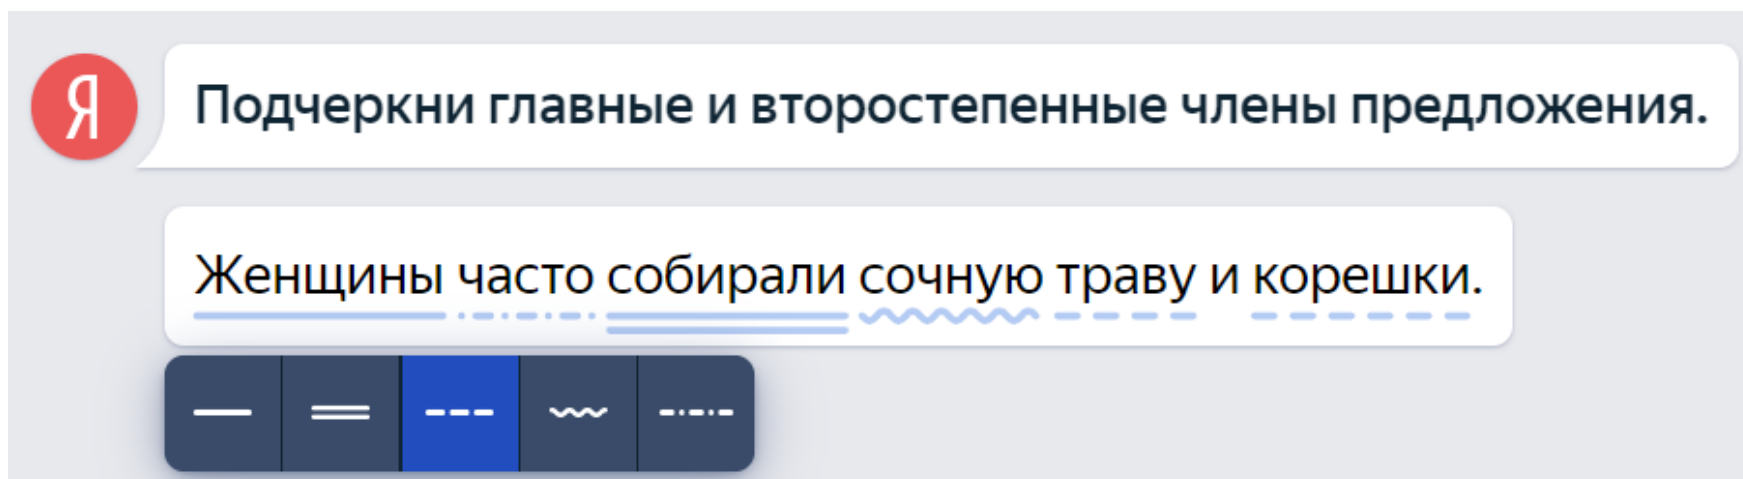 Я
Подчеркни главные и второстепенные члены предложения.
Женщины часто собирали сочную траву и корешки.